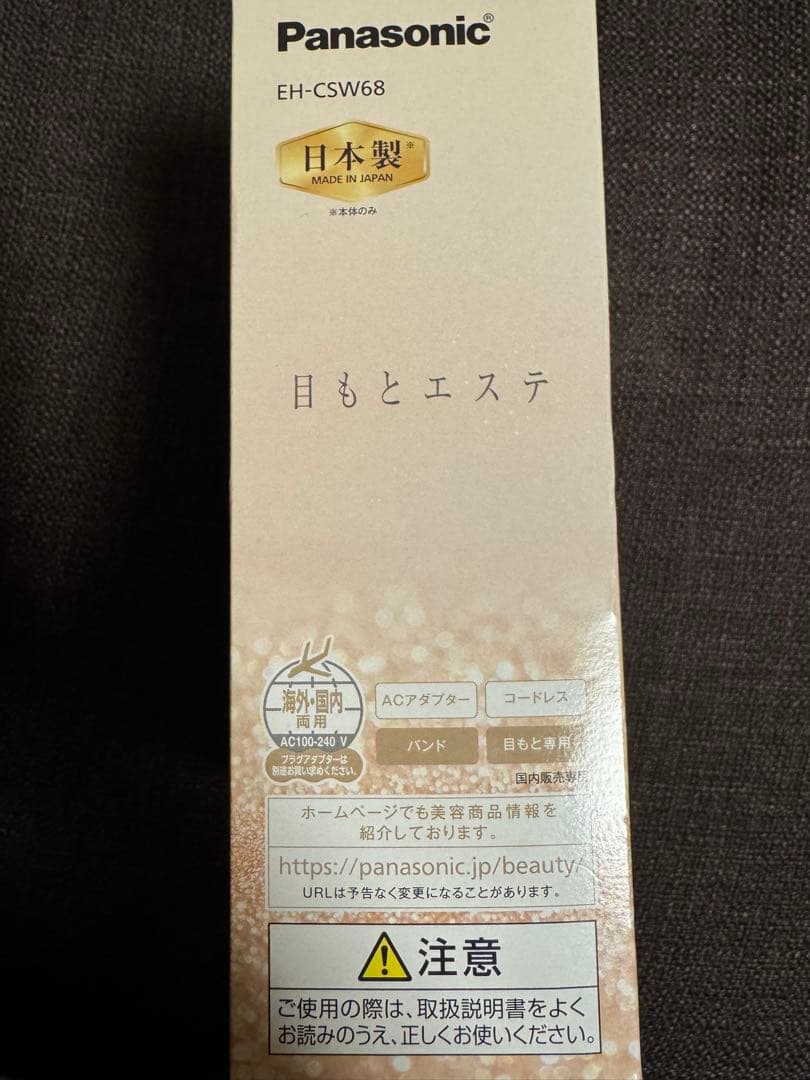 Panasonic®
EH-CSW68
日本製※
MADE IN JAPAN
※本体のみ
目もとエステ
海外・国内
両用
AC100-240 V
プラグアダプターは
別途お買い求めください。
ACアダプター
コードレス
バンド
目もと専用
国内販売専用
ホームページでも美容商品情報を
紹介しております。
https://panasonic.jp/beauty/
URLは予告なく変更になることがあります。
注意
ご使用の際は、取扱説明書をよく
お読みのうえ、正しくお使いください。